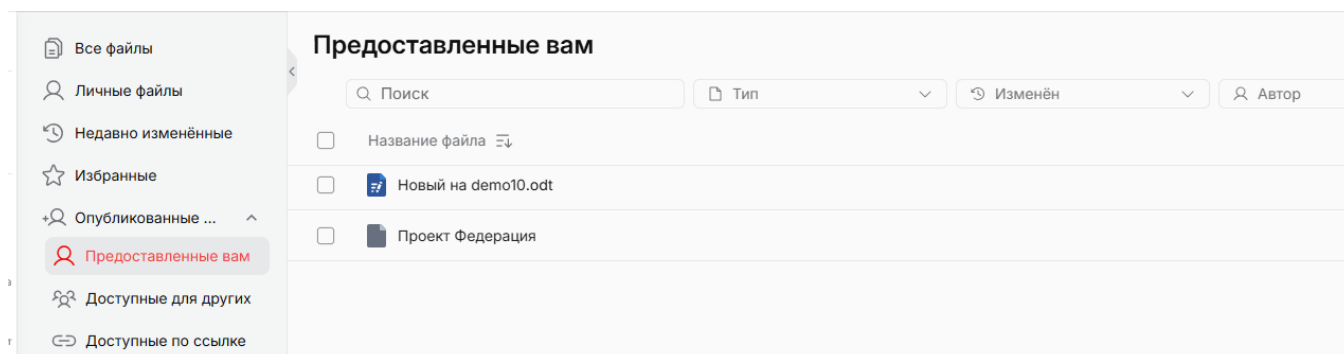 Все файлы
Личные файлы
Недавно изменённые
Избранные
Опубликованные ...
Предоставленные вам
Доступные для других
Доступные по ссылке
Предоставленные вам
Поиск
Тип
Изменён
Автор
Название файла
Новый на demo10.odt
Проект Федерация